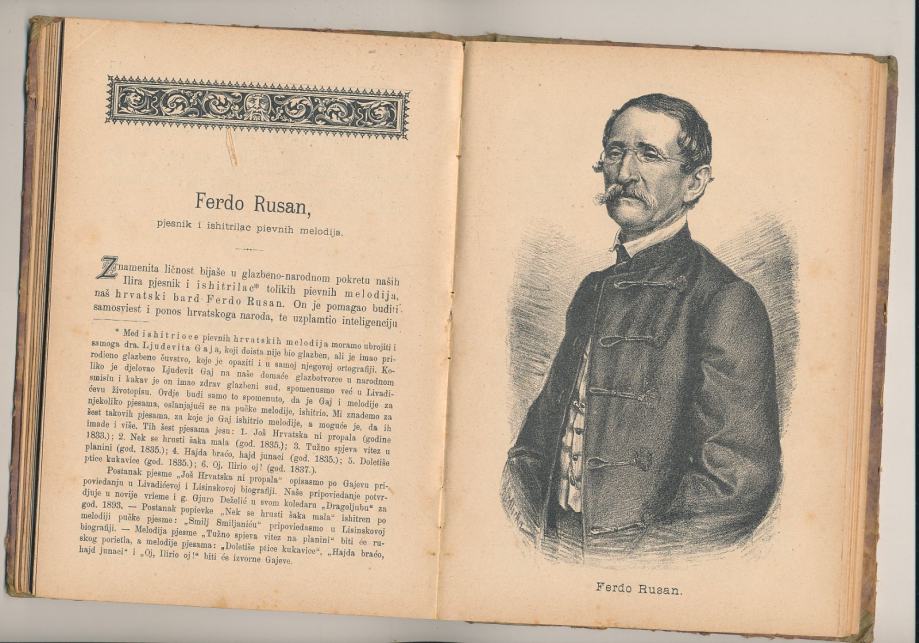 Ferdo Rusan,
pjesnik i ishitrilac pievnih melodija.
Znamenita ličnost bijaše u glazbeno-narodnom pokretu naših
Ilira pjesnik i ishitrilac* tolikih pievnih melodija,
naš hrvatski bard Ferdo Rusan. On je pomagao buditi
samosviest i ponos hrvatskoga naroda, te uzplamtio inteligenciju
* Med ishitrioce pievnih hrvatskih melodija moramo ubrojiti i
samoga dra. Ljudevita Gaja, koji doista nije bio glazben, ali je imao pri-
rodjeno glazbeno čuvstvo, koje je opaziti i u samoj njegovoj ortografiji. Ko-
liko je djelovao Ljudevit Gaj na naše domaće glazbotvorce u narodnom
smislu i kakav je on imao zdrav glazbeni sud, spomenusmo već u Livadi-
ćevu životopisu. Ovdje budi samo to spomenuto, da je Gaj i melodije za
njekoliko pjesama, oslanjajući se na pučke melodije, ishitrio. Mi znademo za
šest takovih pjesama, za koje je Gaj ishitrio melodije, a moguće je, da ih
imade i više. Tih šest pjesama jesu: 1. Još Hrvatska ni propala (godine
1833.); 2. Nek se hrusti šaka mala (god. 1835.); 3. Tužno spjeva vitez u
planini (god. 1835.); 4. Hajd braćo, hajd junaci (god. 1835.); 5. Doletiše
ptice kukavice (god. 1835.); 6. Oj, Ilirio oj! (god. 1837.).
Postanak pjesme „Još Hrvatska ni propala“ opisasmo po Gajevu pri-
poviedanju u Livadićevoj i Lisinskovoj biografiji. Naše pripoviedanje potvr-
djuje u novije vrieme i g. Gjuro Deželić u svom koledaru „Dragoljubu“ za
god. 1893. — Postanak popievke „Nek se hrusti šaka mala“ ishitren po
melodiji pučke pjesme: „Smilj Smiljaniću“ pripoviedasmo u Lisinskovoj
biografiji. — Melodija pjesme „Tužno spjeva vitez na planini“ biti će ru-
skog porietla, a melodije pjesama: „Doletiše ptice kukavice“, „Hajda braćo,
hajd junaci“ i „Oj, Ilirio oj!“ biti će izvorne Gajeve.
Ferdo Rusan.